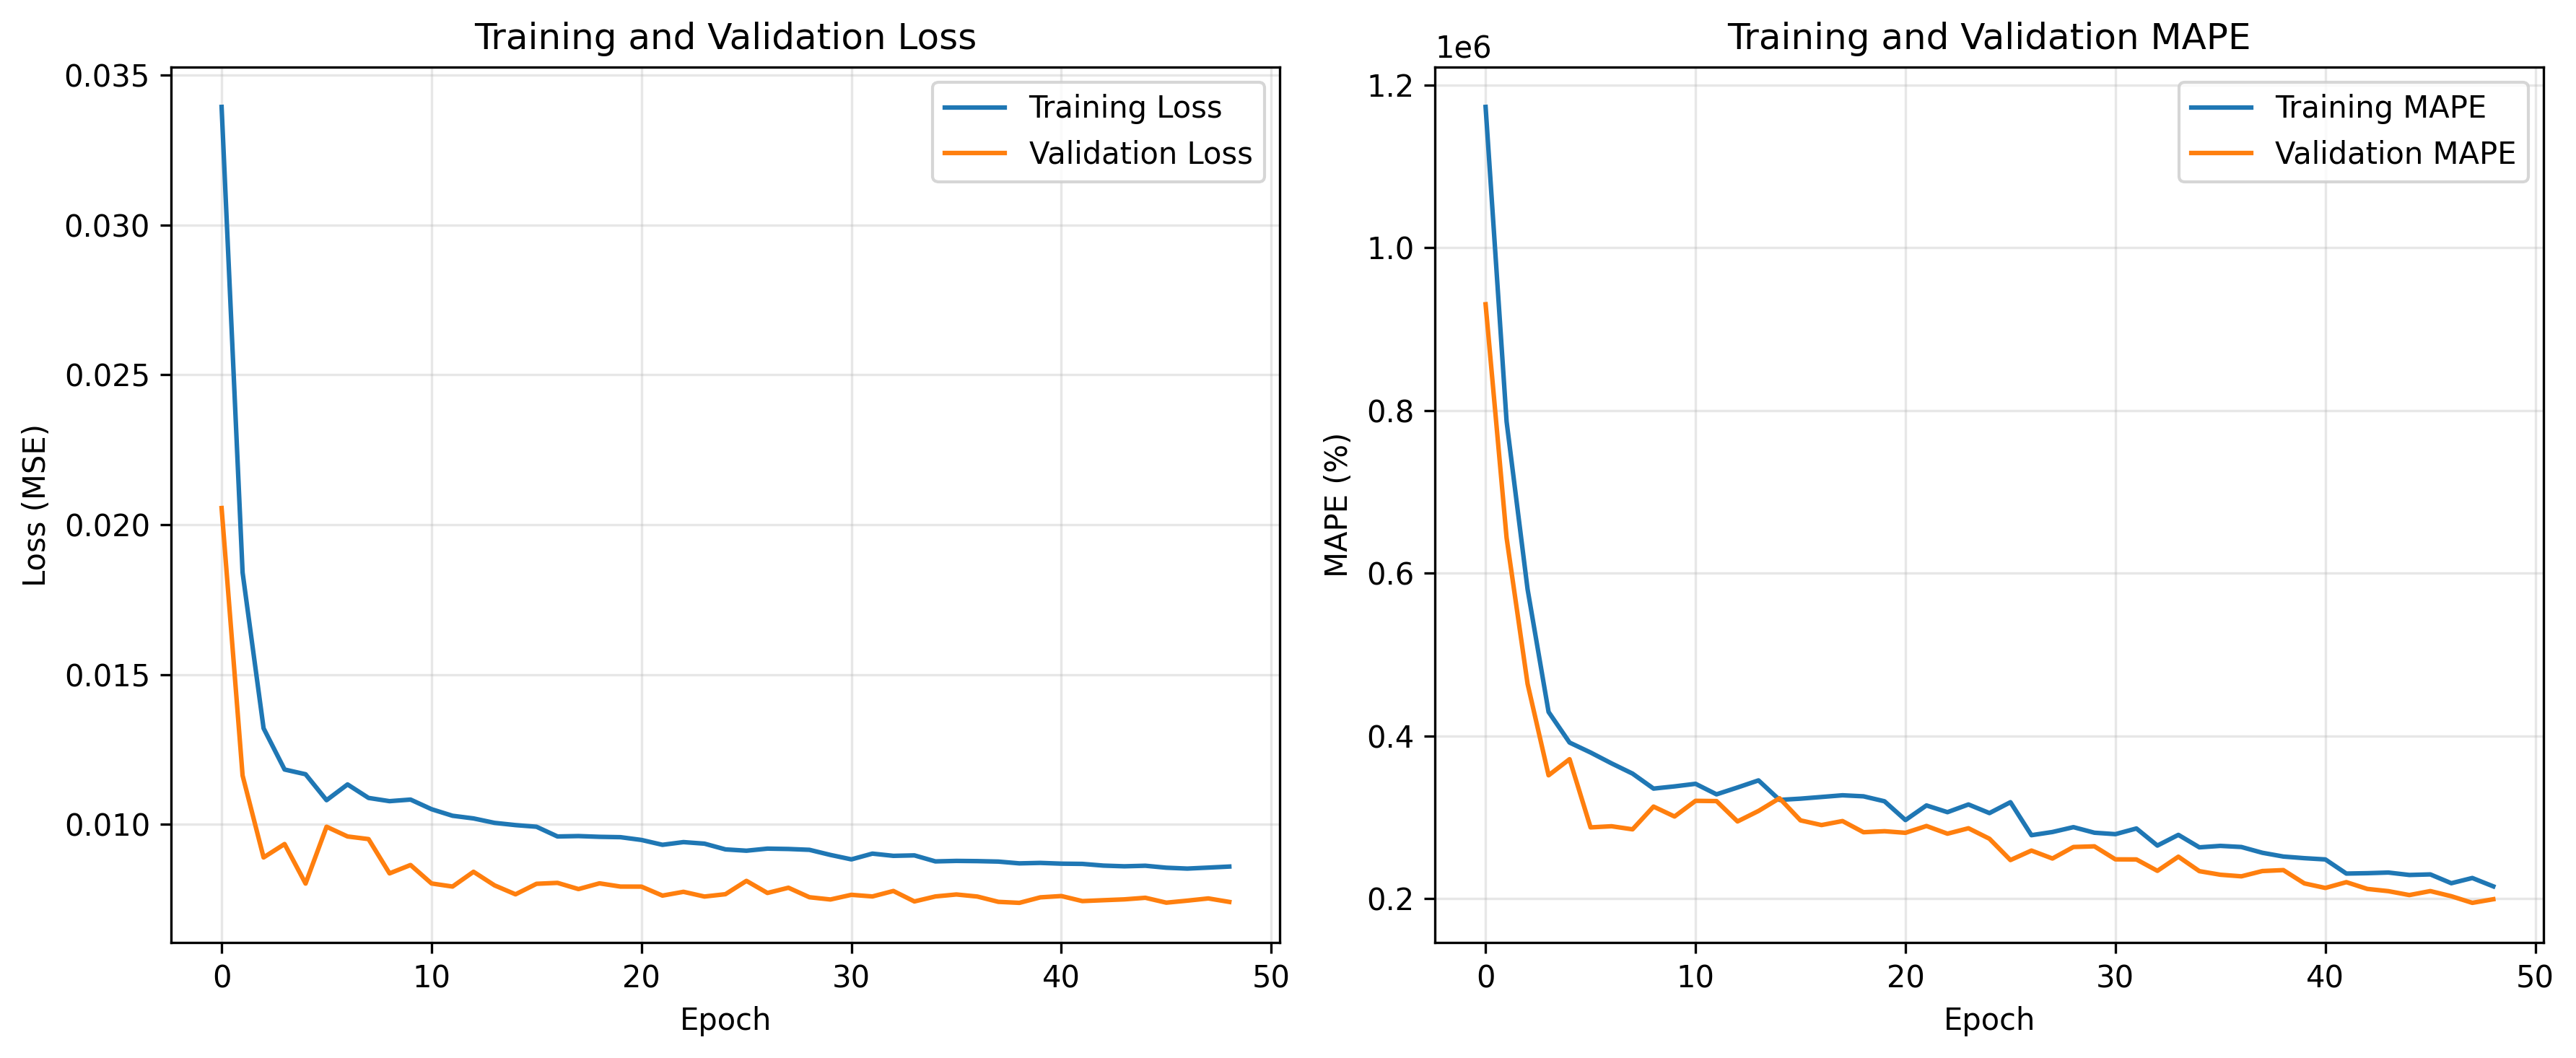 Training and Validation Loss
0.035
0.030
0.025
0.020
0.015
0.010
Loss (MSE)
Training Loss
Validation Loss
0 10 20 30 40 50
Epoch
Training and Validation MAPE
1e6
1.2
1.0
0.8
0.6
0.4
0.2
MAPE (%)
Training MAPE
Validation MAPE
0 10 20 30 40 50
Epoch